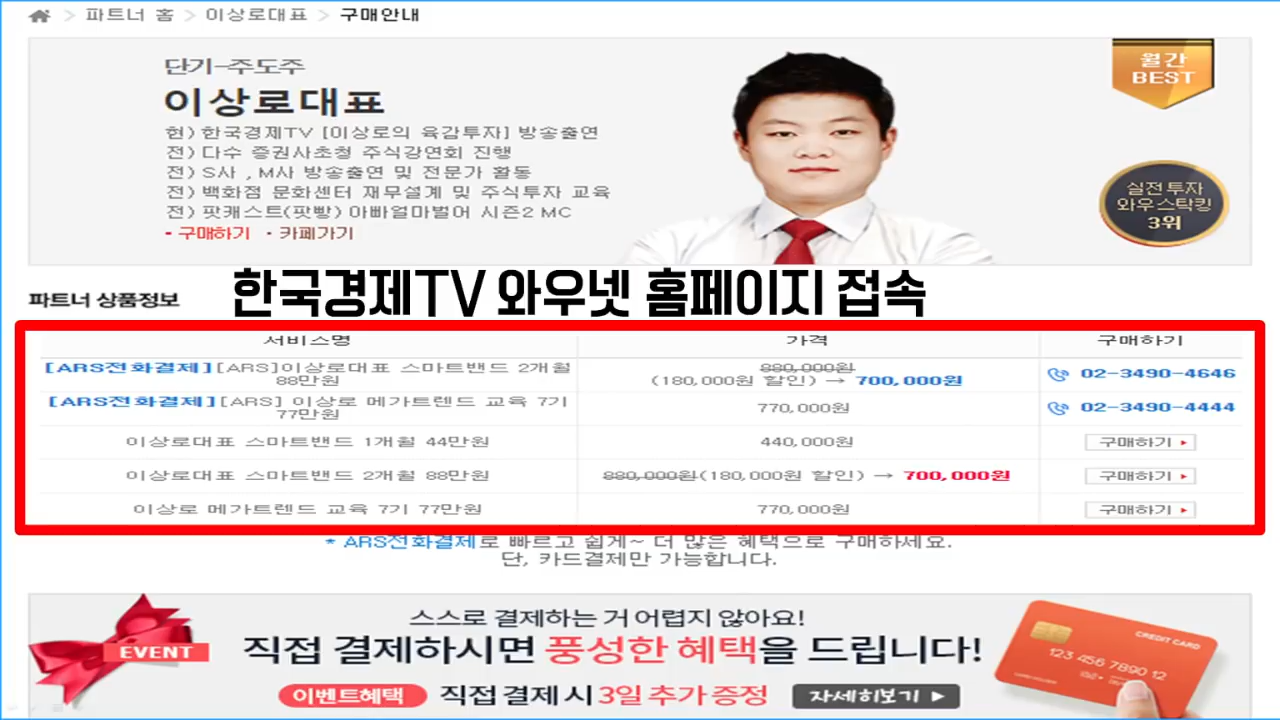 파트너 홈 > 이상로대표 > 구매안내
단기-주도주
이상로대표
현) 한국경제TV [이상로의 육감투자] 방송출연
전) 다수 증권사초청 주식강연회 진행
전) S사 , M사 방송출연 및 전문가 활동
전) 백화점 문화센터 재무설계 및 주식투자 교육
전) 팟캐스트(팟빵) 아빠얼마벌어 시즌2 MC
· 구매하기 · 카페가기
월간
BEST
실전 투자
와우 스탁킹
3위
파트너 상품정보
한국경제TV 와우넷 홈페이지 접속
서비스명 가격 구매하기
[ARS전화결제][ARS]이상로대표 스마트밴드 2개월
88만원
880,000원
(180,000원 할인) → 700,000원
02-3490-4646
[ARS전화결제][ARS] 이상로 메가트렌드 교육 7기
77만원
770,000원
02-3490-4444
이상로대표 스마트밴드 1개월 44만원 440,000원 구매하기
이상로대표 스마트밴드 2개월 88만원 880,000원(180,000원 할인) → 700,000원 구매하기
이상로 메가트렌드 교육 7기 77만원 770,000원 구매하기
* ARS전화결제로 빠르고 쉽게~ 더 많은 혜택으로 구매하세요.
단, 카드결제만 가능합니다.
EVENT
스스로 결제하는 거 어렵지 않아요!
직접 결제하시면 풍성한 혜택을 드립니다!
이벤트혜택 직접 결제 시 3일 추가 증정 자세히보기 ▶
CREDIT CARD
123 456 7890 12